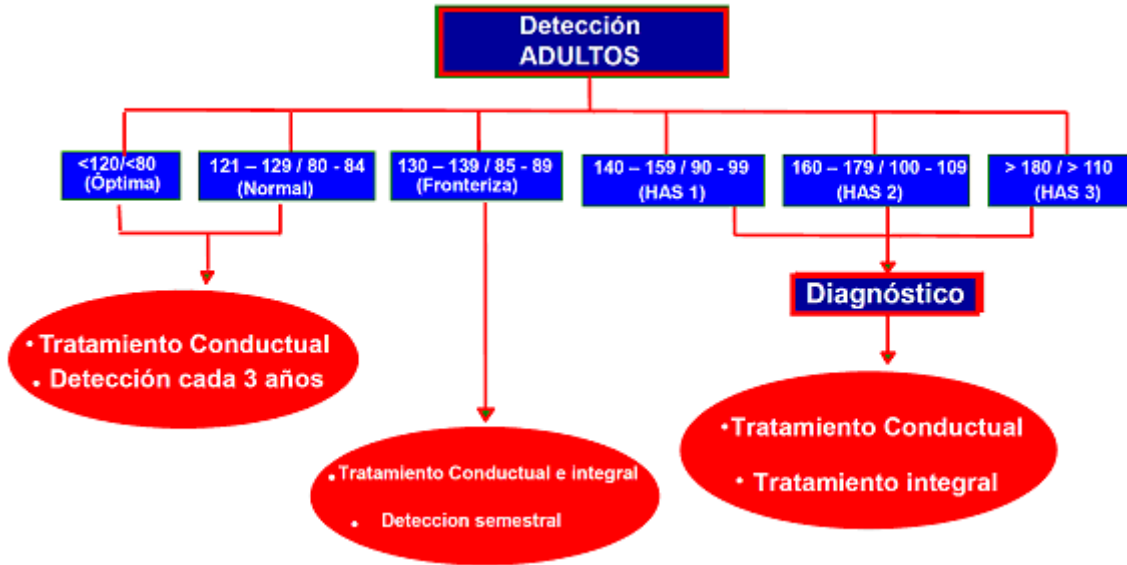 Detección
ADULTOS
<120/<80
(Óptima)
121 – 129 / 80 - 84
(Normal)
130 – 139 / 85 - 89
(Fronteriza)
140 – 159 / 90 - 99
(HAS 1)
160 – 179 / 100 - 109
(HAS 2)
> 180 / > 110
(HAS 3)
Diagnóstico
• Tratamiento Conductual
• Detección cada 3 años
• Tratamiento Conductual e integral
• Deteccion semestral
• Tratamiento Conductual
• Tratamiento integral